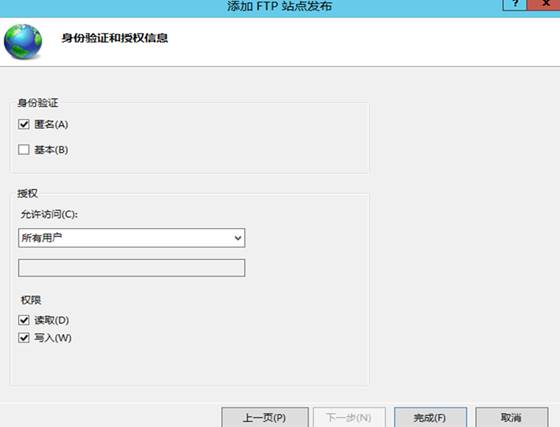 添加 FTP 站点发布
? x
身份验证和授权信息
身份验证
匿名(A)
基本(B)
授权
允许访问(C):
所有用户
权限
读取(D)
写入(W)
上一页(P) 下一步(N) 完成(F) 取消